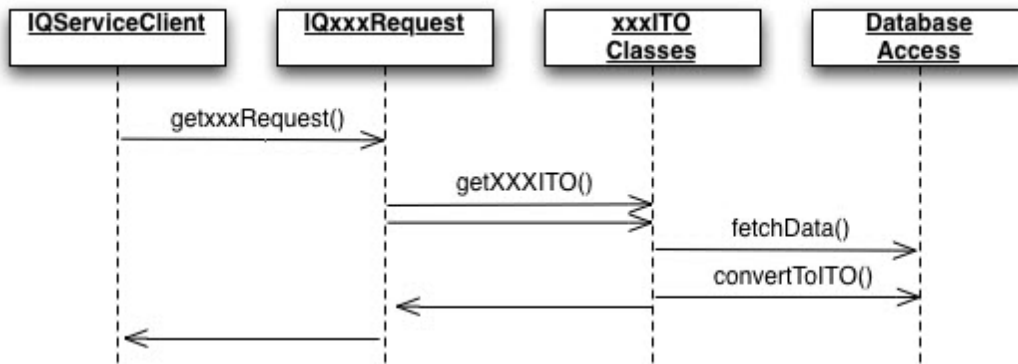 IQServiceClient
IQxxxRequest
xxxITO
Classes
Database
Access
getxxxRequest()
getXXXITO()
fetchData()
convertToITO()